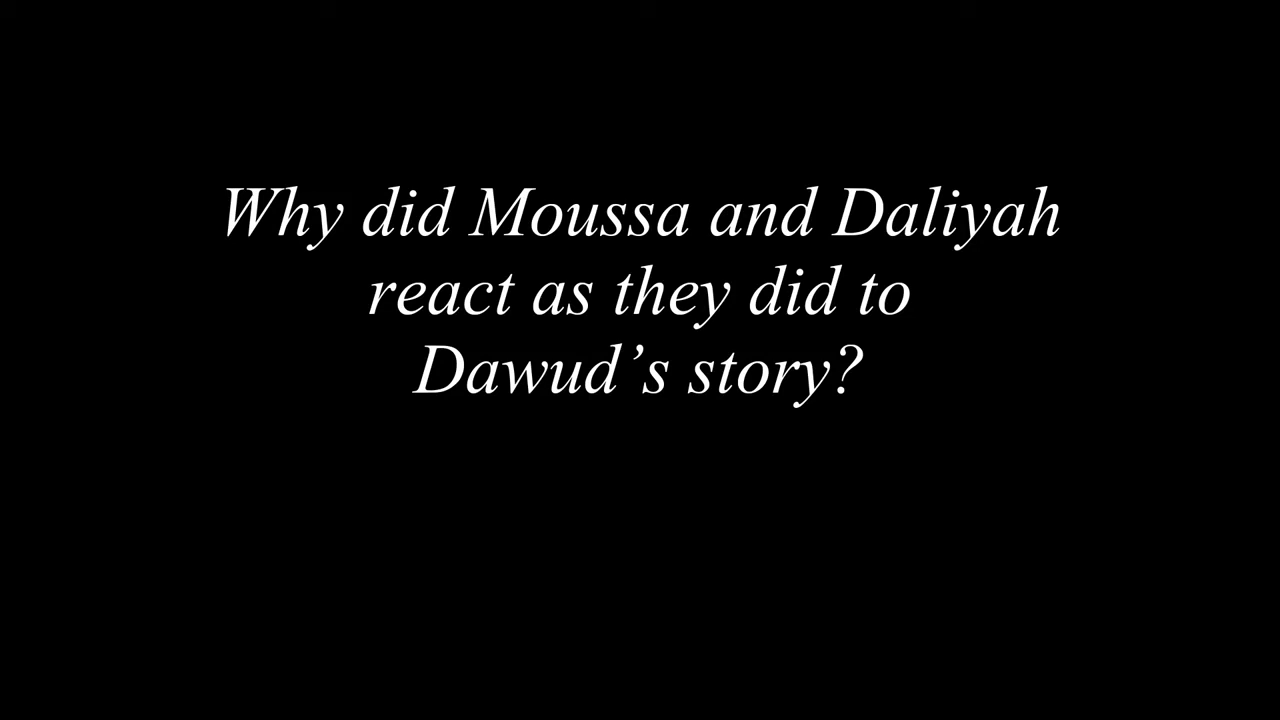 Why did Moussa and Daliyah
react as they did to
Dawud’s story?